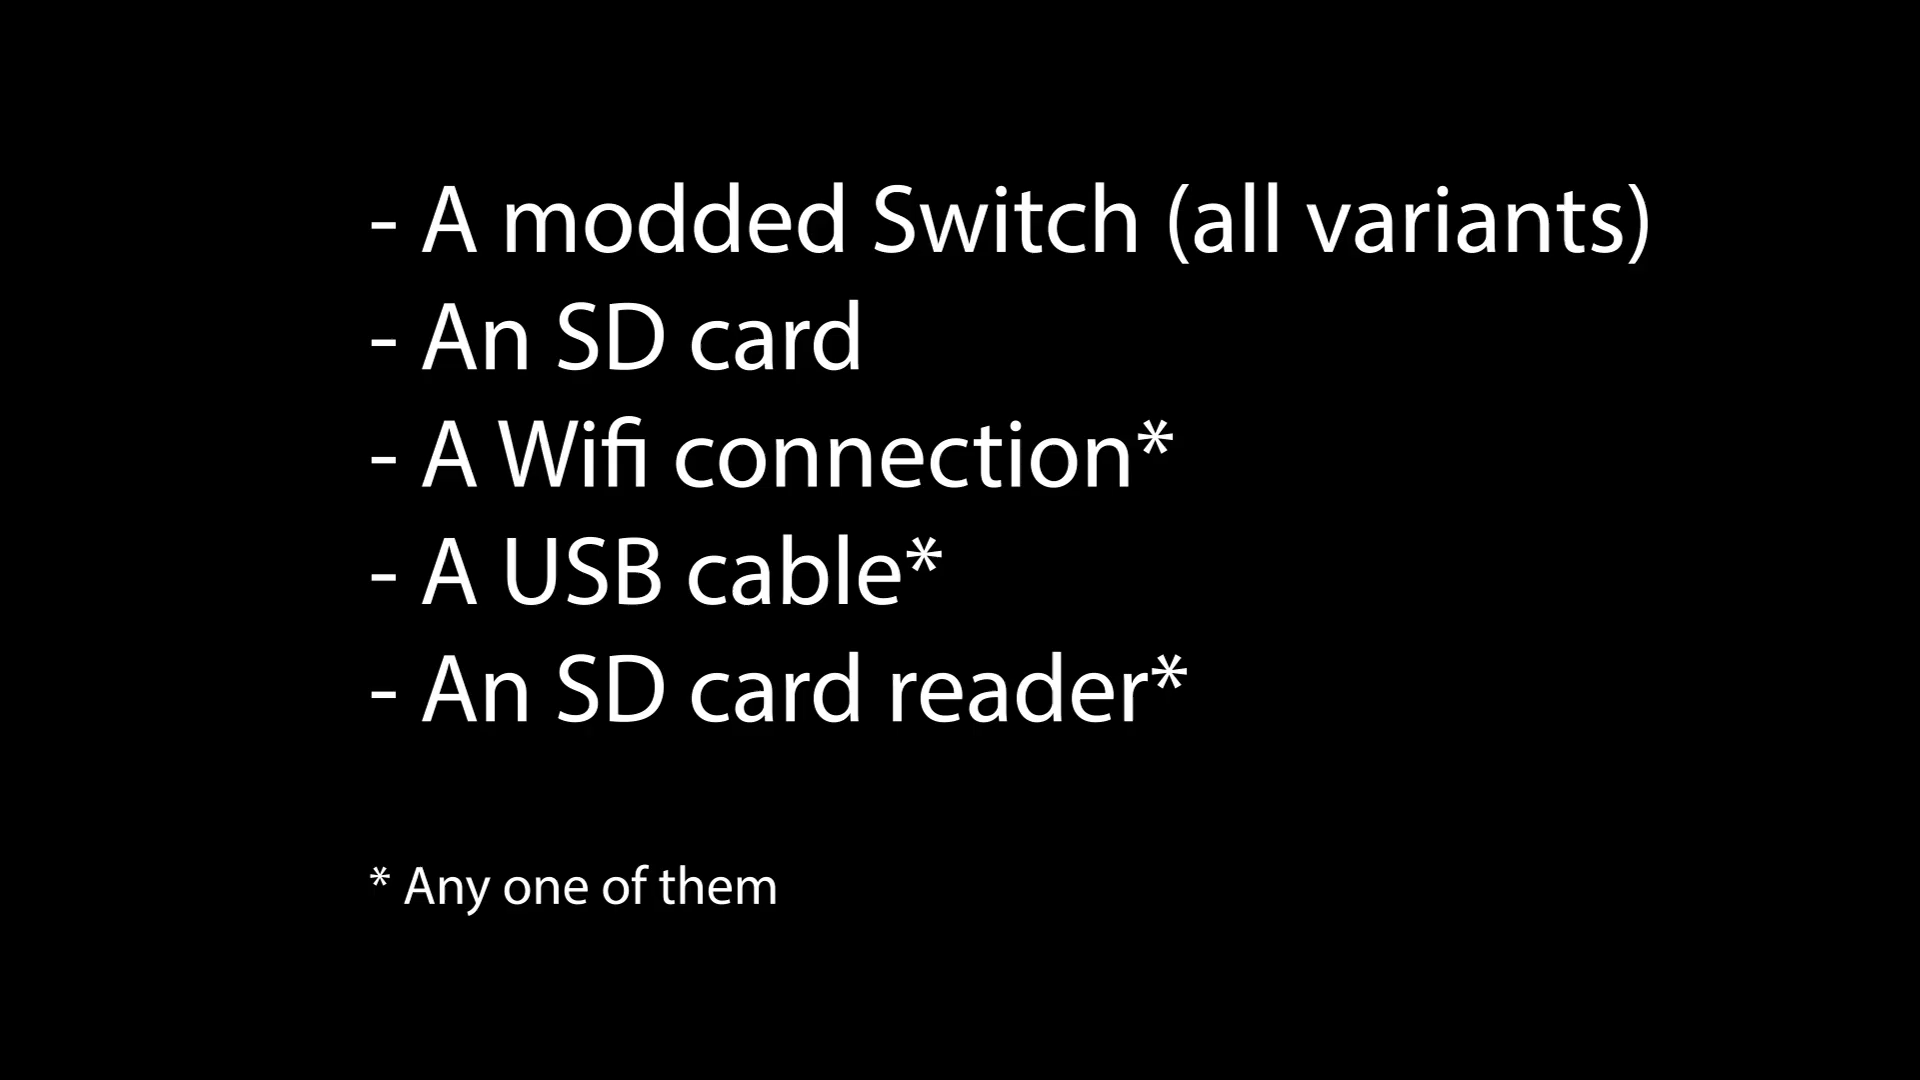 - A modded Switch (all variants)
- An SD card
- A Wifi connection*
- A USB cable*
- An SD card reader*
* Any one of them